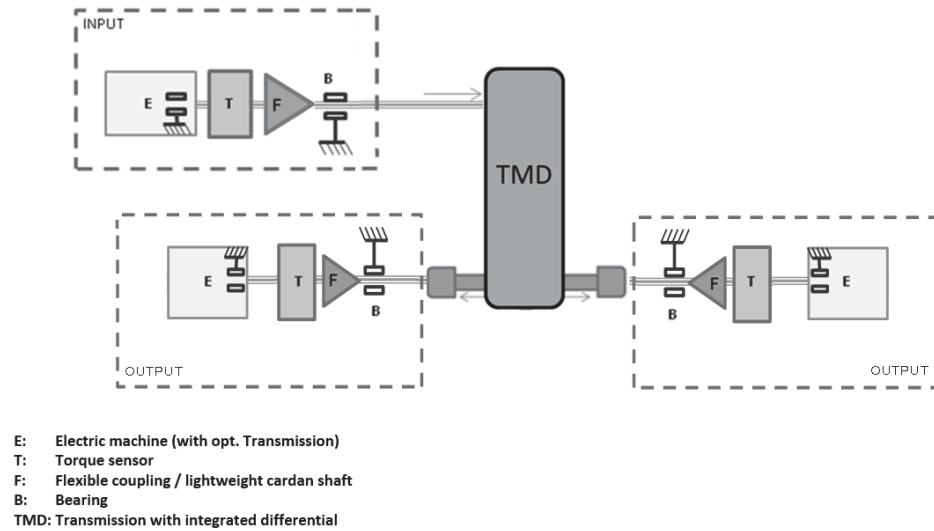 INPUT
B
E T F
TMD
E T F
B
F T E
B
OUTPUT
OUTPUT
E: Electric machine (with opt. Transmission)
T: Torque sensor
F: Flexible coupling / lightweight cardan shaft
B: Bearing
TMD: Transmission with integrated differential